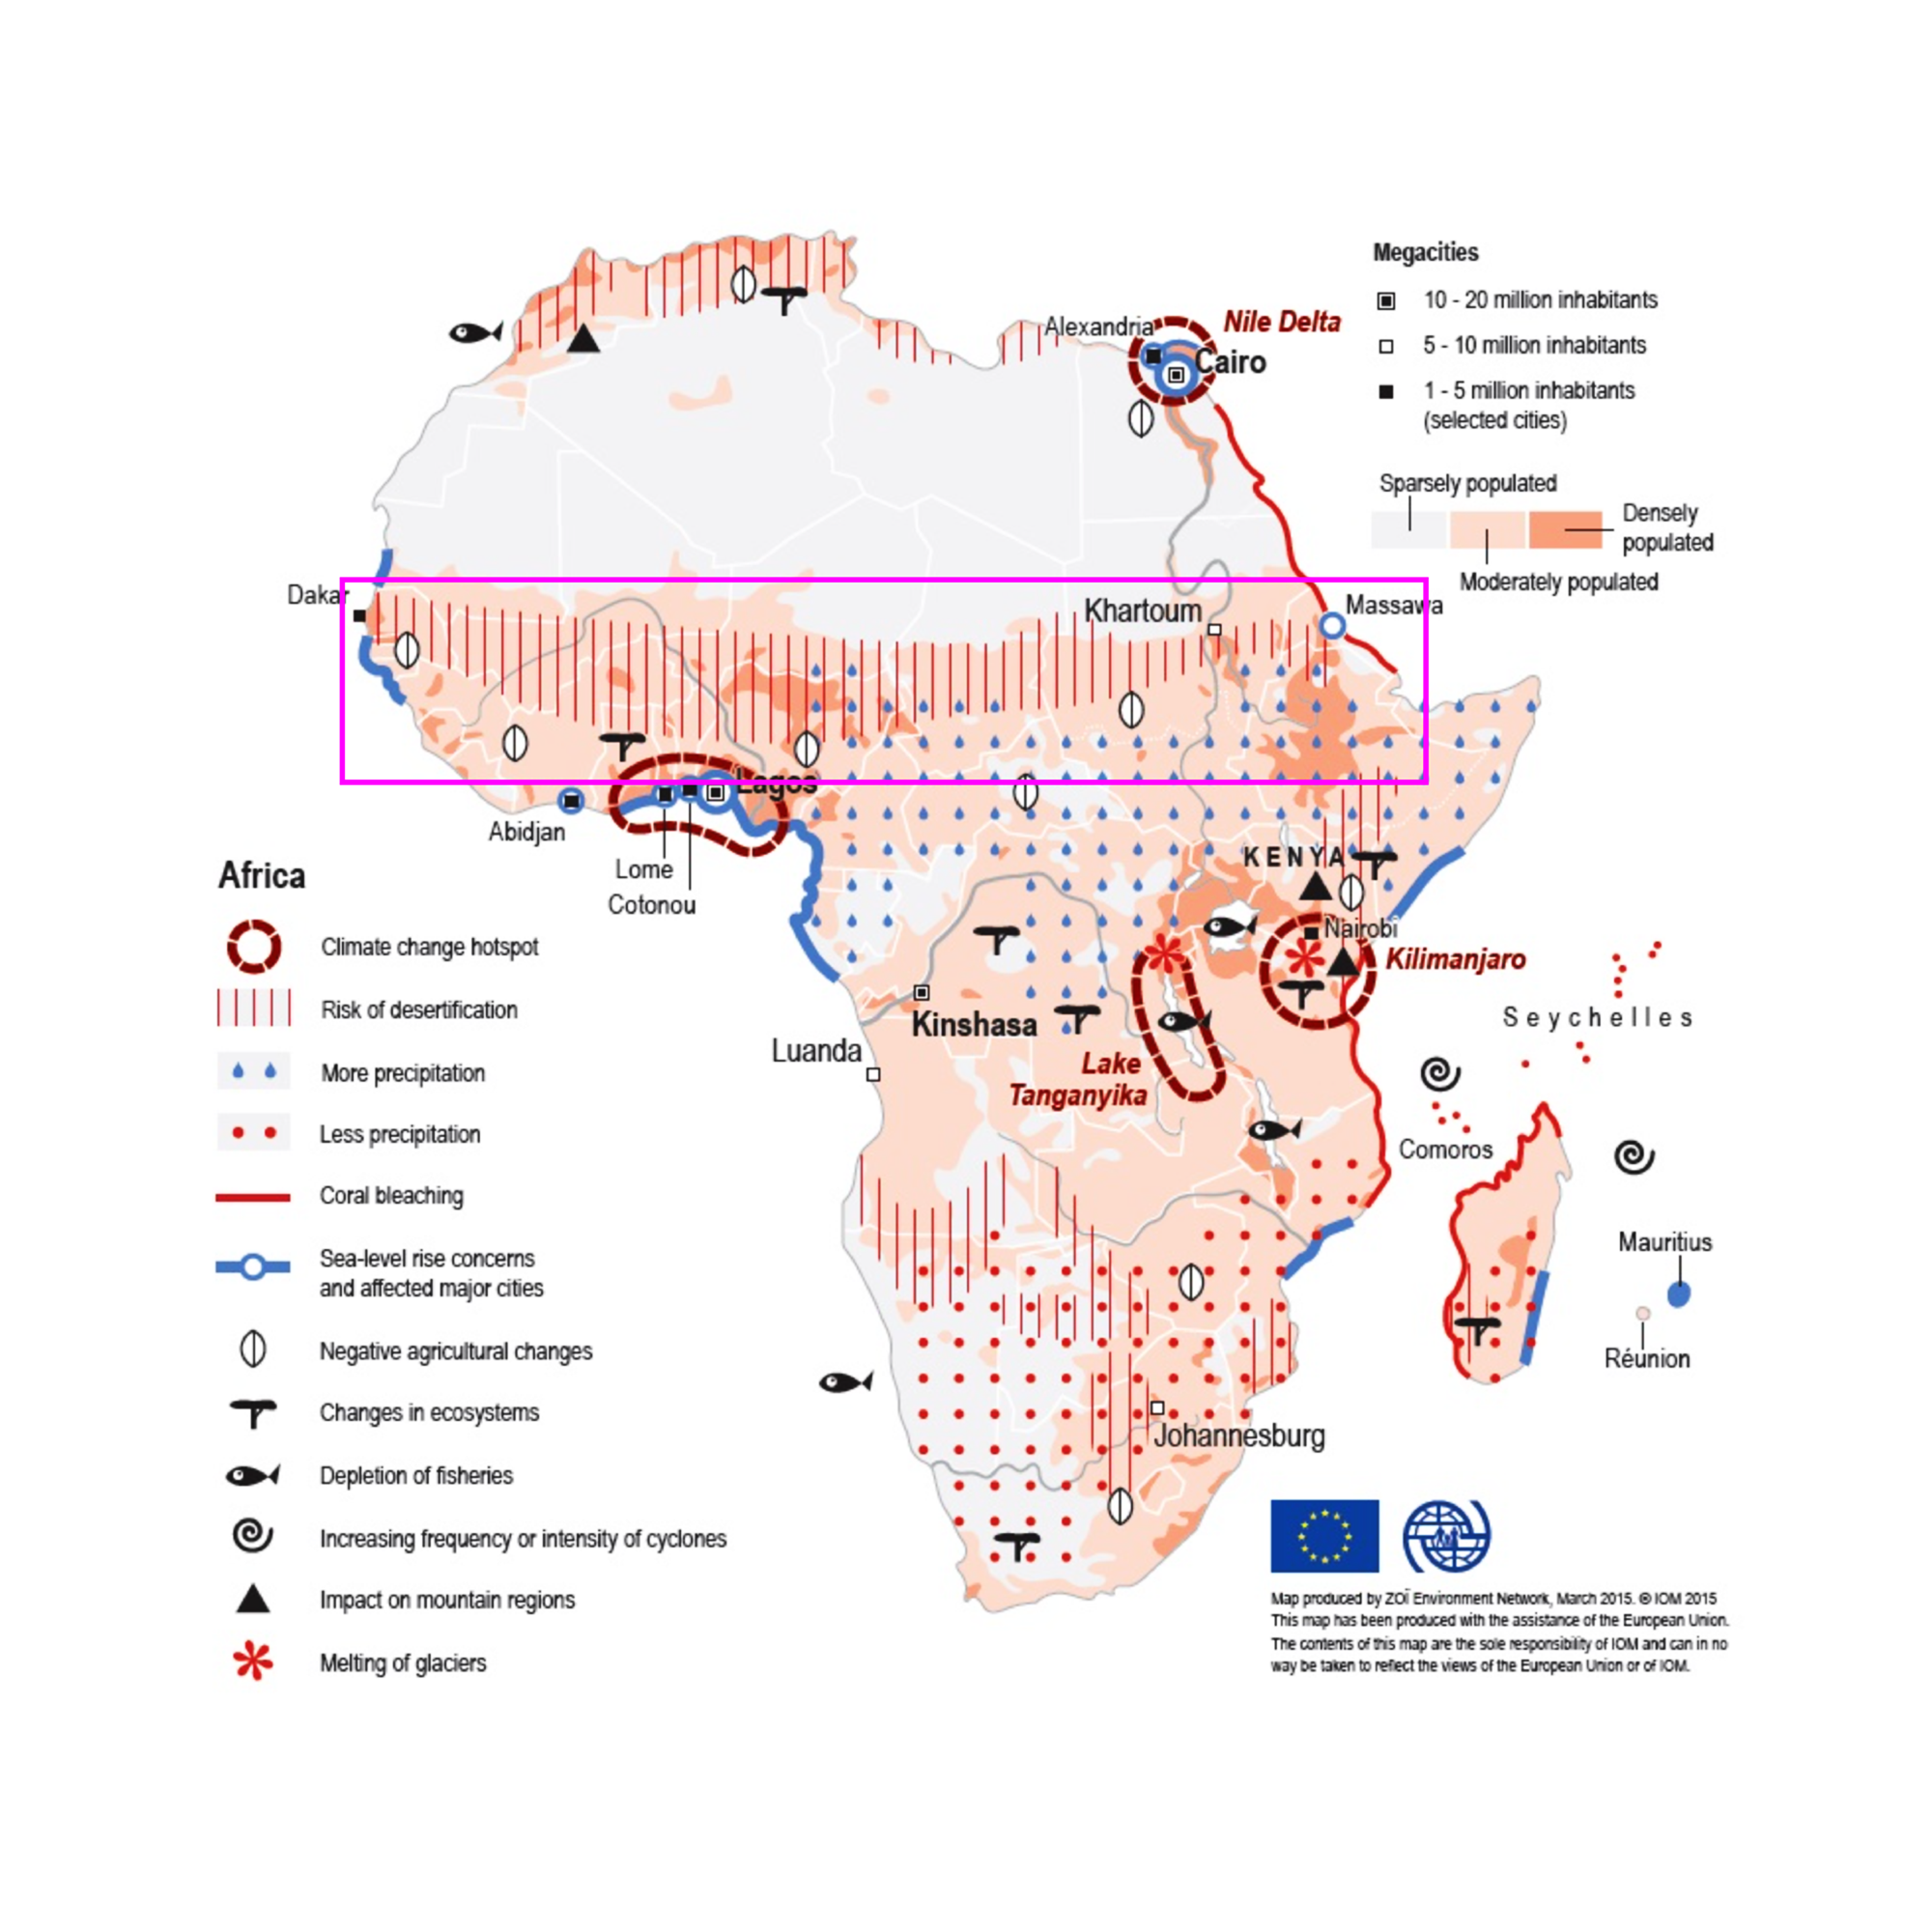 Megacities
10 - 20 million inhabitants
5 - 10 million inhabitants
1 - 5 million inhabitants
(selected cities)
Sparsely populated
Densely
populated
Moderately populated
Alexandria
Nile Delta
Cairo
Dakar
Khartoum
Massawa
Lagos
Abidjan
Lome
Cotonou
KENYA
Nairobi
Kilimanjaro
Seychelles
Kinshasa
Luanda
Lake
Tanganyika
Comoros
Mauritius
Réunion
Johannesburg
Africa
Climate change hotspot
Risk of desertification
More precipitation
Less precipitation
Coral bleaching
Sea-level rise concerns
and affected major cities
Negative agricultural changes
Changes in ecosystems
Depletion of fisheries
Increasing frequency or intensity of cyclones
Impact on mountain regions
Melting of glaciers
Map produced by ZOÏ Environment Network, March 2015. © IOM 2015
This map has been produced with the assistance of the European Union.
The contents of this map are the sole responsibility of IOM and can in no
way be taken to reflect the views of the European Union or of IOM.